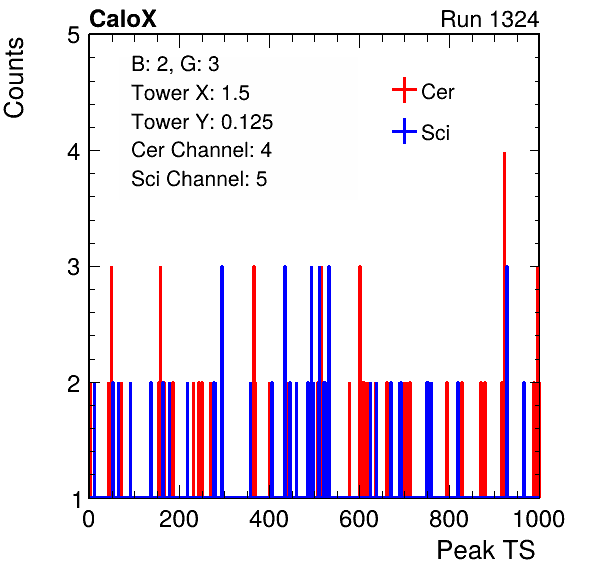 CaloX Run 1324
Counts
5
4
3
2
1
B: 2, G: 3
Tower X: 1.5
Tower Y: 0.125
Cer Channel: 4
Sci Channel: 5
Cer
Sci
0 200 400 600 800 1000
Peak TS